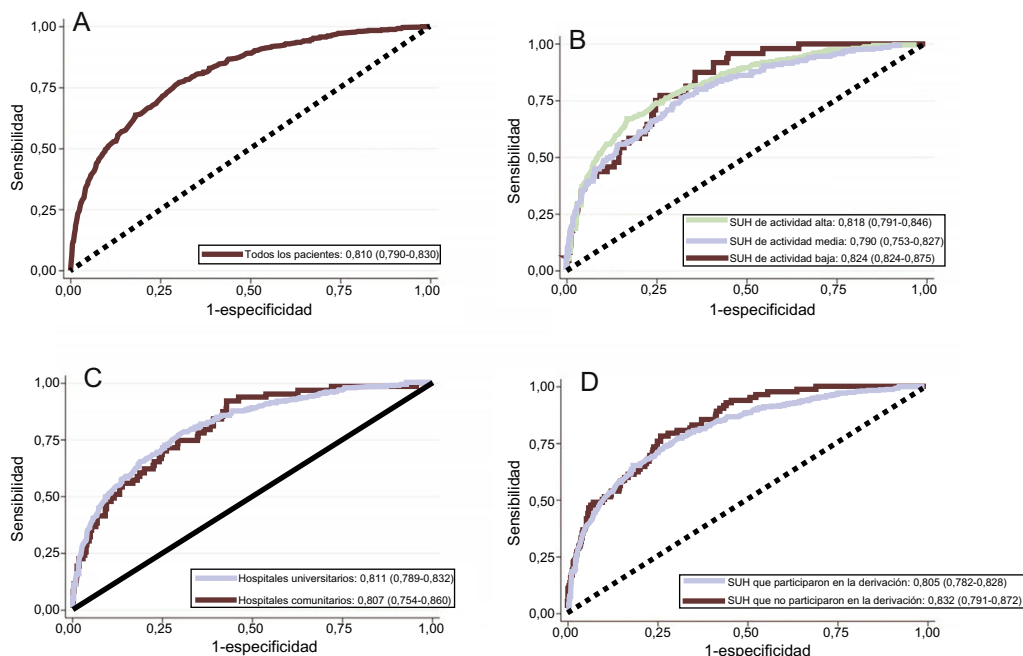 A
1,00
0,75
0,50
0,25
0,00
Sensibilidad
0,00 0,25 0,50 0,75 1,00
1-especificidad
Todos los pacientes: 0,810 (0,790-0,830)
B
1,00
0,75
0,50
0,25
0,00
Sensibilidad
0,00 0,25 0,50 0,75 1,00
1-especificidad
SUH de actividad alta: 0,818 (0,791-0,846)
SUH de actividad media: 0,790 (0,753-0,827)
SUH de actividad baja: 0,824 (0,824-0,875)
C
1,00
0,75
0,50
0,25
0,00
Sensibilidad
0,00 0,25 0,50 0,75 1,00
1-especificidad
Hospitales universitarios: 0,811 (0,789-0,832)
Hospitales comunitarios: 0,807 (0,754-0,860)
D
1,00
0,75
0,50
0,25
0,00
Sensibilidad
0,00 0,25 0,50 0,75 1,00
1-especificidad
SUH que participaron en la derivación: 0,805 (0,782-0,828)
SUH que no participaron en la derivación: 0,832 (0,791-0,872)